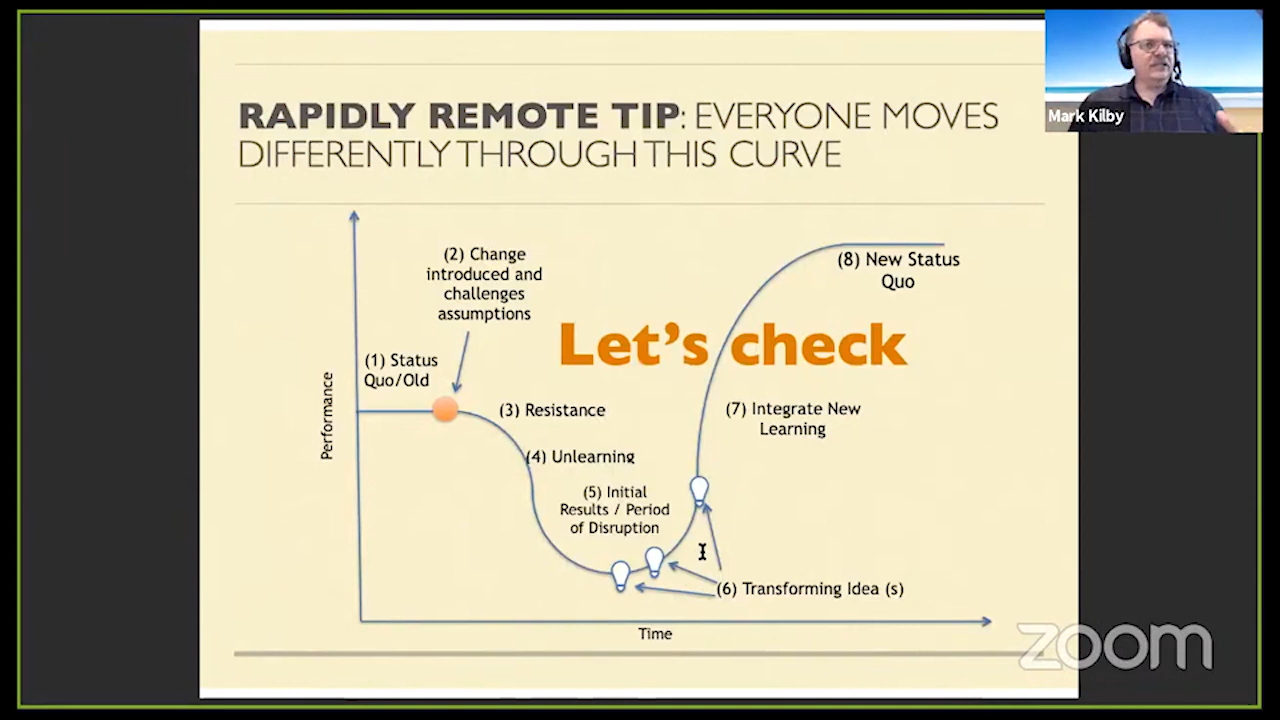 RAPIDLY REMOTE TIP: EVERYONE MOVES
DIFFERENTLY THROUGH THIS CURVE
Mark Kilby
(2) Change
introduced and
challenges
assumptions
(8) New Status
Quo
Let's check
(1) Status
Quo/Old
Performance
(3) Resistance
(7) Integrate New
Learning
(4) Unlearning
(5) Initial
Results / Period
of Disruption
(6) Transforming Idea (s)
Time
zoom